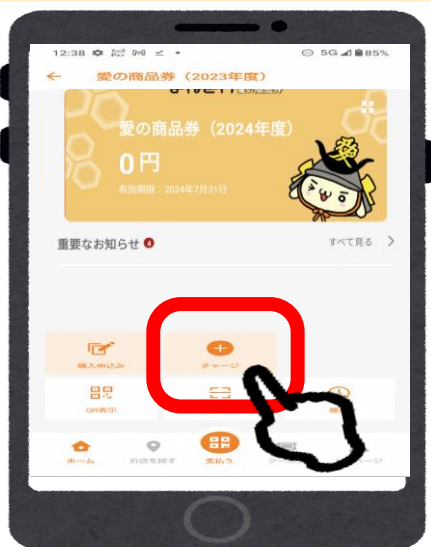 12:38
5G 85%
愛の商品券（2023年度）
愛の商品券（2024年度）
0円
有効期限：2024年7月31日
愛
重要なお知らせ 4
すべて見る
購入申込み
チャージ
QR表示
ホーム
お店を探す
支払う